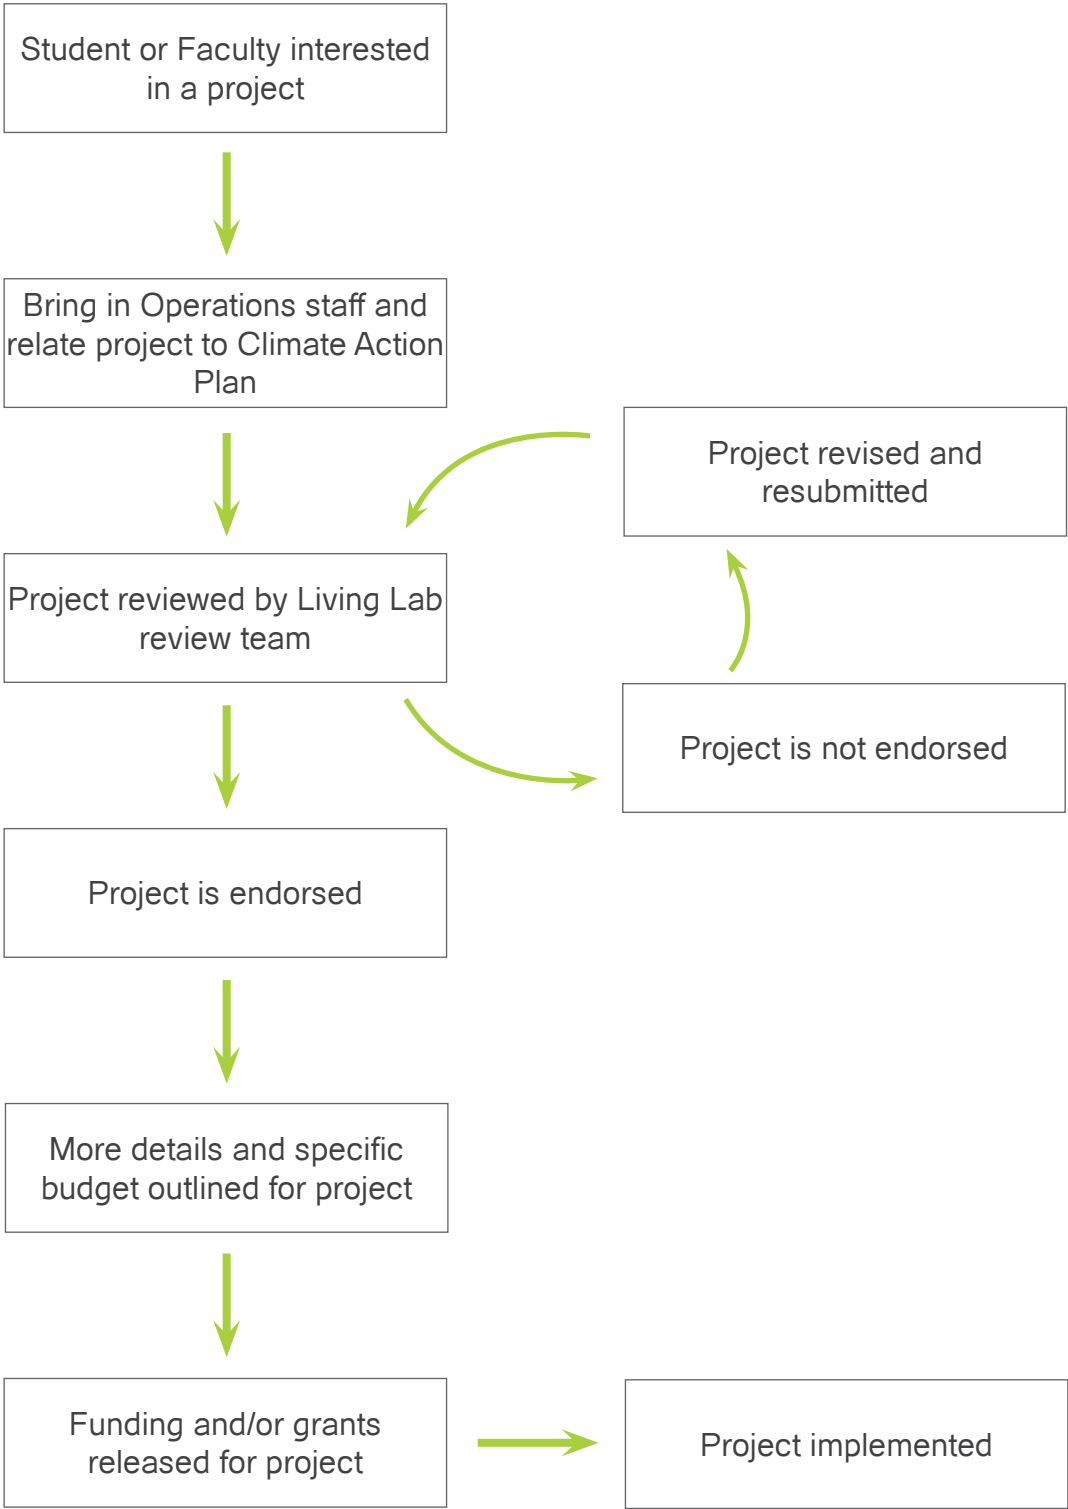 Student or Faculty interested
in a project
Bring in Operations staff and
relate project to Climate Action
Plan
Project revised and
resubmitted
Project reviewed by Living Lab
review team
Project is not endorsed
Project is endorsed
More details and specific
budget outlined for project
Funding and/or grants
released for project
Project implemented